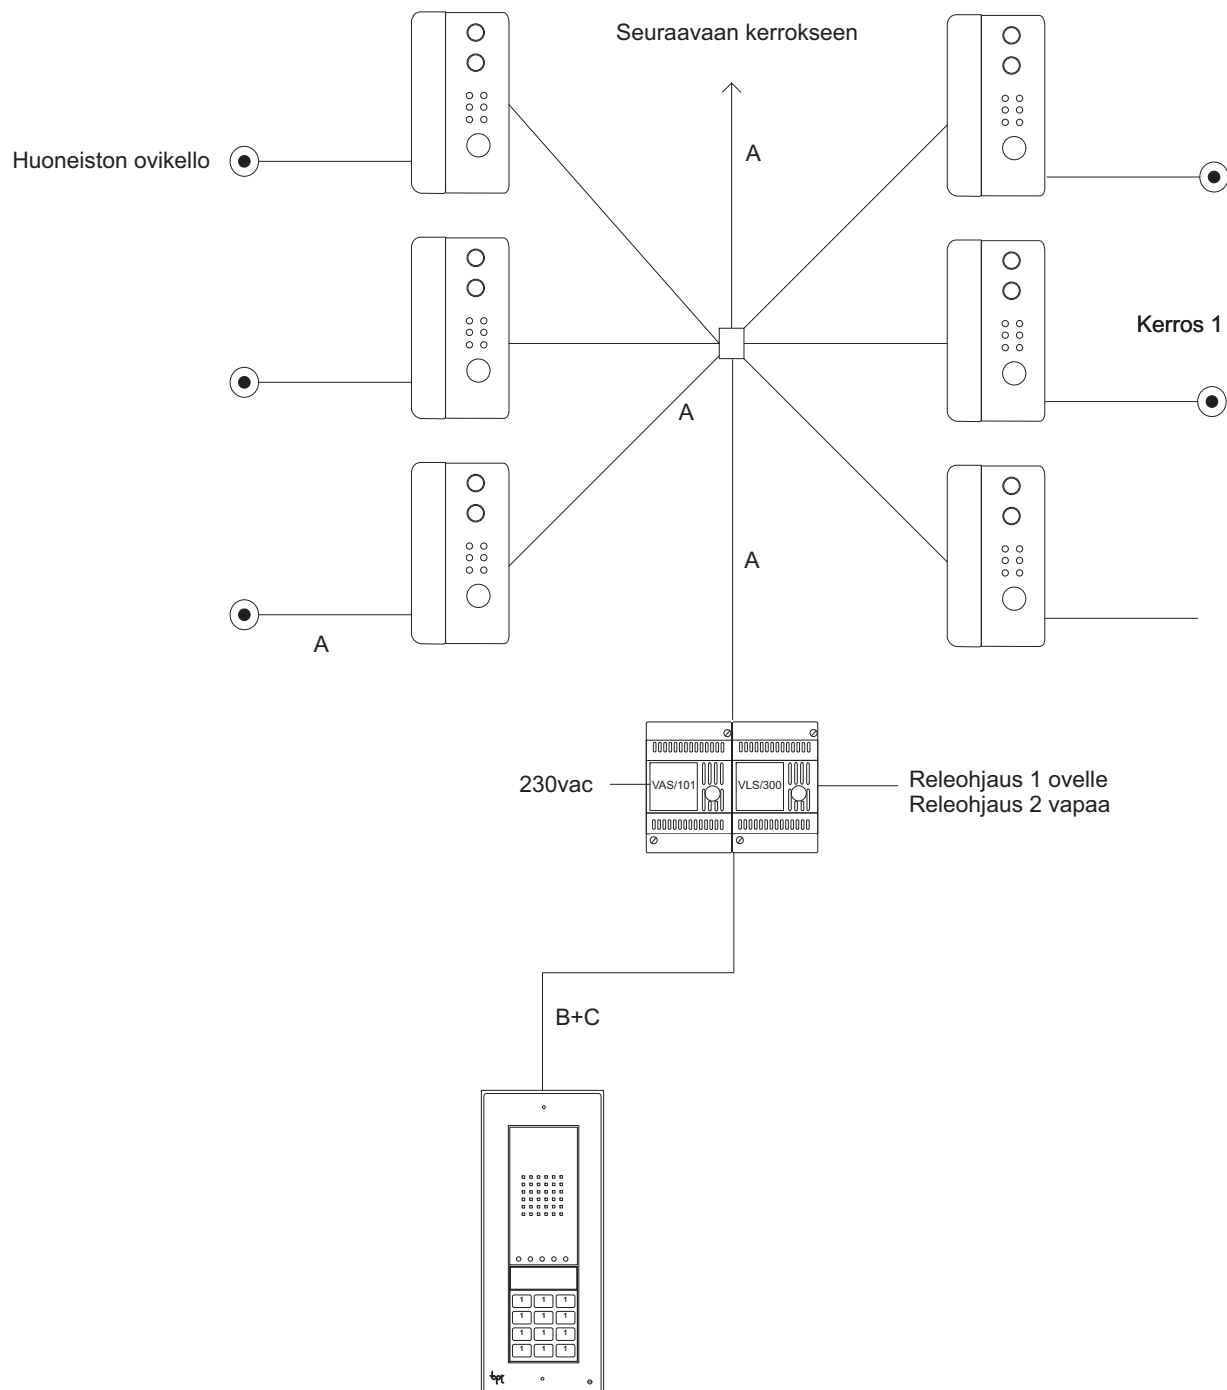 Seuraavaan kerrokseen
A
Huoneiston ovikello
Kerros 1
A
A
A
230vac
VAS/101
VLS/300
Releohjaus 1 ovelle
Releohjaus 2 vapaa
B+C
1 1 1
1 1 1
1 1 1
1 1 1
bpt